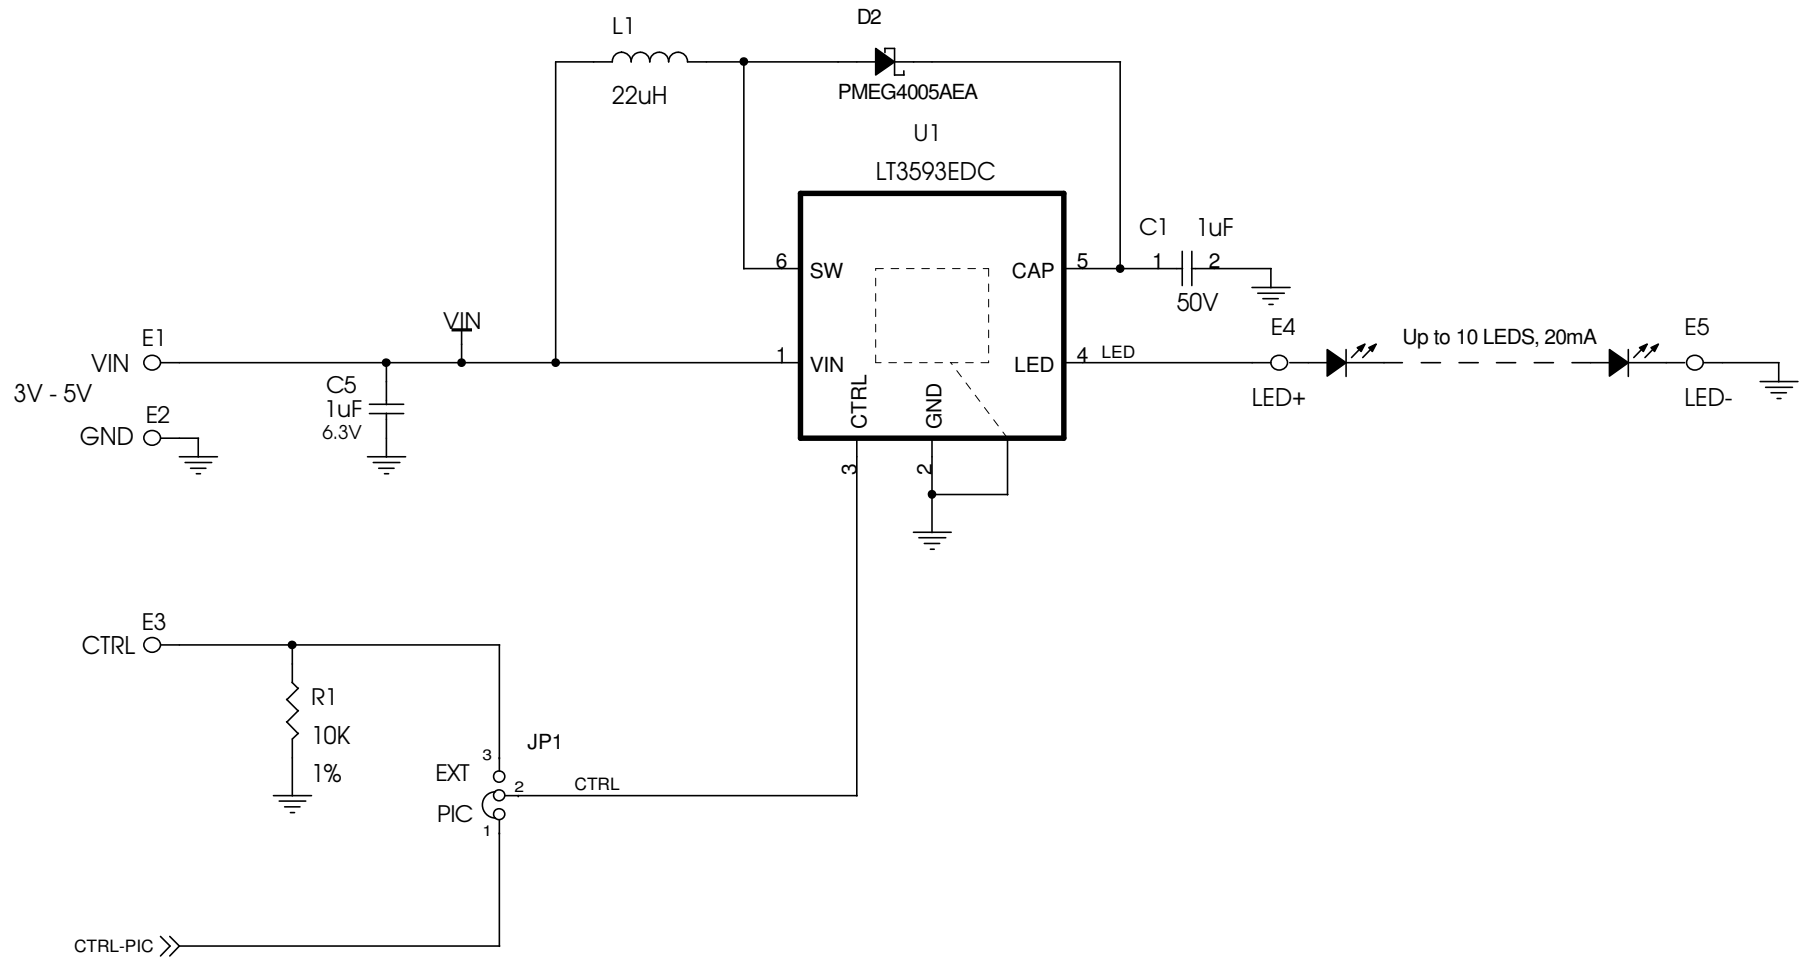 D2
L1
22uH
PMEG4005AEA
U1
LT3593EDC
C1 1uF
6 SW
CAP 5
1 2
50V
E1
VIN
VIN
3V - 5V
C5
1uF
6.3V
E2
GND
1 VIN
CTRL
GND
LED 4 LED
E4
LED+
Up to 10 LEDS, 20mA
E5
LED-
3
2
E3
CTRL
R1
10K
1%
JP1
3
EXT
2
CTRL
PIC
1
CTRL-PIC